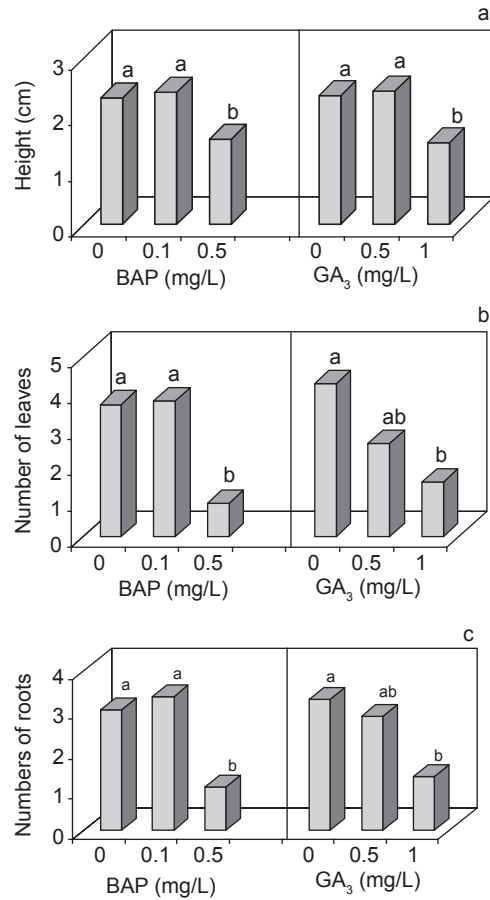 a
3
a a b a a b
2
1
0
Height (cm)
0 0.1 0.5 0 0.5 1
BAP (mg/L) GA₃ (mg/L)
b
5
a a b a ab b
4
3
2
1
0
Number of leaves
0 0.1 0.5 0 0.5 1
BAP (mg/L) GA₃ (mg/L)
c
4
a a b a ab b
3
2
1
0
Numbers of roots
0 0.1 0.5 0 0.5 1
BAP (mg/L) GA₃ (mg/L)